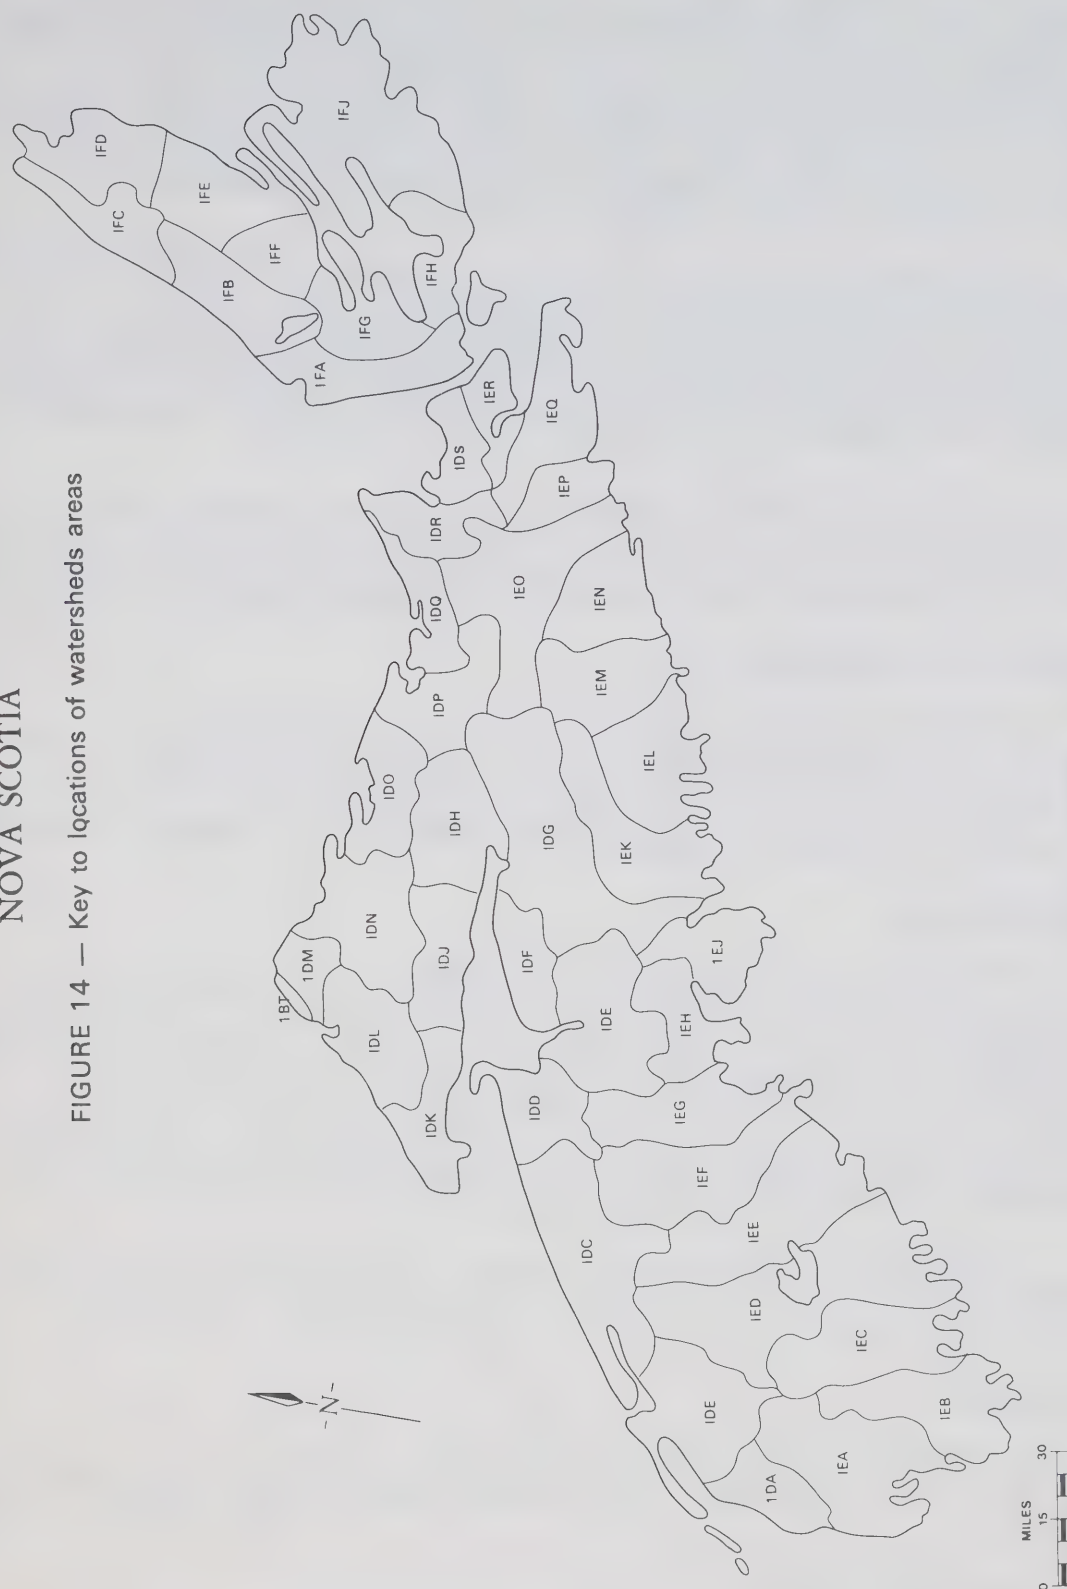 NOVA SCOTIA
FIGURE 14 — Key to locations of watersheds areas
IFD
IFC
IFE
IFJ
IFF
IFB
IFH
IFG
IFA
IER
IEQ
IDS
IEP
IDR
IEO
IEN
IDQ
IEM
IDP
IEL
IDO
IDH
IDG
IEK
IDN
1DM
1BT
IDJ
IDF
1EJ
IDL
IDE
IEH
IDK
IDD
IEG
IEF
IDC
IEE
IED
IEC
IDE
IEB
IEA
1DA
-N-
MILES
0 15 30